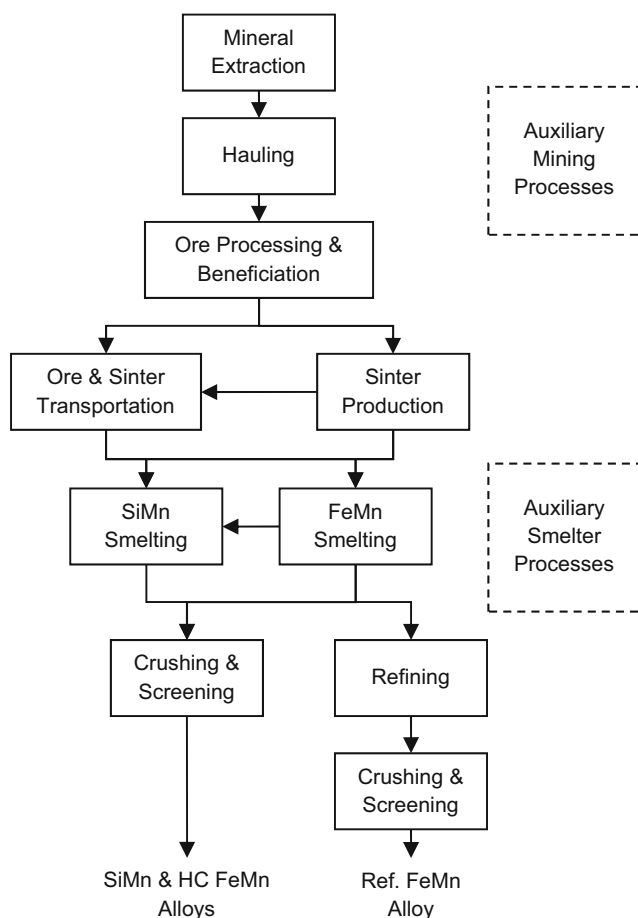 Mineral
Extraction
Hauling
Auxiliary
Mining
Processes
Ore Processing &
Beneficiation
Ore & Sinter
Transportation
Sinter
Production
SiMn
Smelting
FeMn
Smelting
Auxiliary
Smelter
Processes
Crushing &
Screening
Refining
Crushing &
Screening
SiMn & HC FeMn
Alloys
Ref. FeMn
Alloy